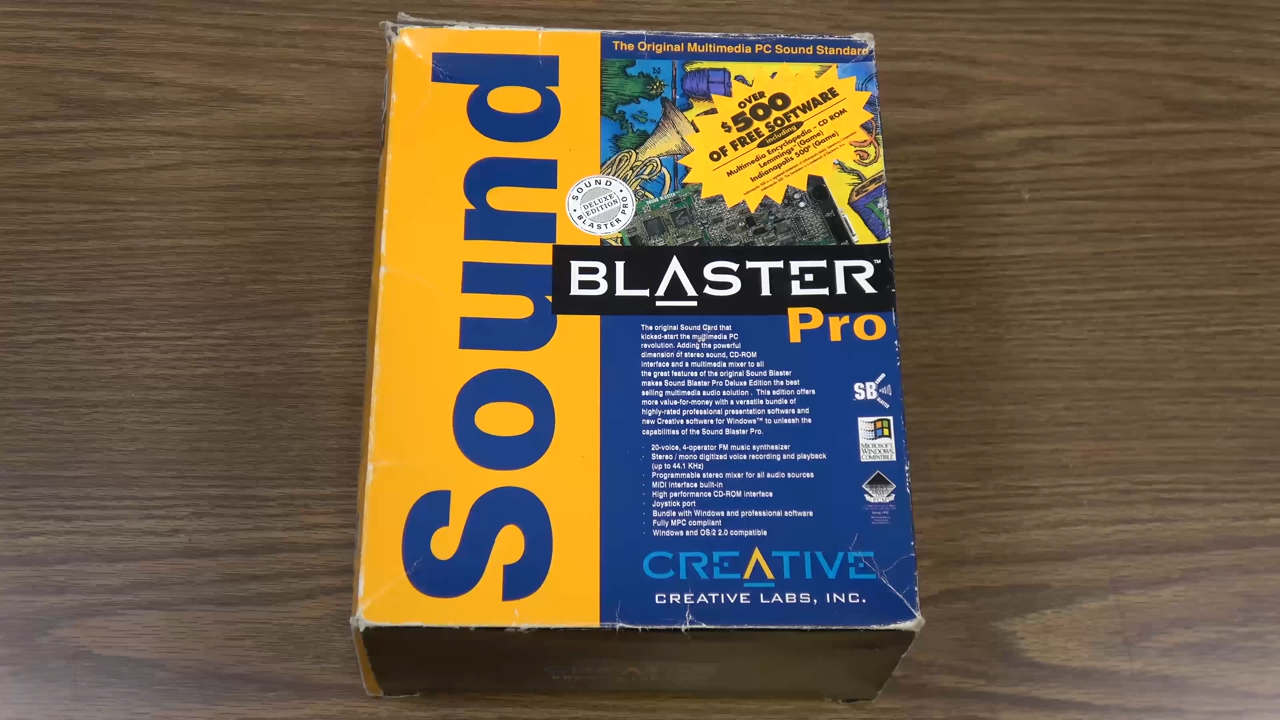 Sound
The Original Multimedia PC Sound Standard
OVER
$500
OF FREE SOFTWARE
including
Multimedia Encyclopedia - CD ROM
Lemmings™ (Game)
Indianapolis 500® (Game)
SOUND
DELUXE
EDITION
BLASTER PRO
BLASTER™
Pro
The original Sound Card that
kicked-start the multimedia PC
revolution. Adding the powerful
dimension of stereo sound, CD-ROM
interface and a multimedia mixer to all
the great features of the original Sound Blaster
makes Sound Blaster Pro Deluxe Edition the best
selling multimedia audio solution . This edition offers
more value-for-money with a versatile bundle of
highly-rated professional presentation software and
new Creative software for Windows™ to unleash the
capabilities of the Sound Blaster Pro.
· 20-voice, 4-operator FM music synthesizer
· Stereo / mono digitized voice recording and playback
(up to 44.1 KHz)
· Programmable stereo mixer for all audio sources
· MIDI interface built-in
· High performance CD-ROM interface
· Joystick port
· Bundle with Windows and professional software
· Fully MPC compliant
· Windows and OS/2 2.0 compatible
SB
MICROSOFT
WINDOWS
COMPATIBLE
CREATIVE
CREATIVE LABS, INC.